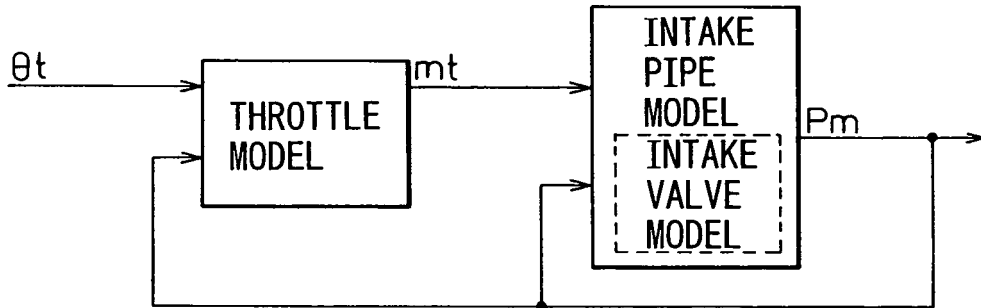 θt
THROTTLE
MODEL
mt
INTAKE
PIPE
MODEL
INTAKE
VALVE
MODEL
Pm